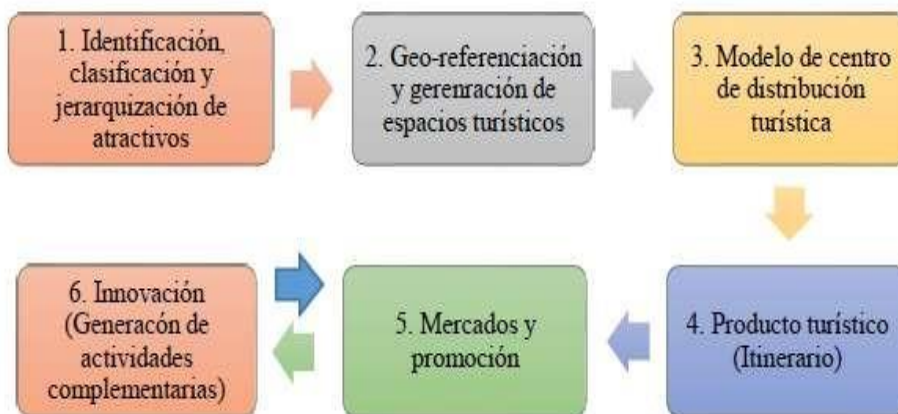 1. Identificación,
clasificación y
jerarquización de
atractivos
2. Geo-referenciación
y gerenración de
espacios turísticos
3. Modelo de centro
de distribución
turística
4. Producto turístico
(Itinerario)
5. Mercados y
promoción
6. Innovación
(Generacón de
actividades
complementarias)